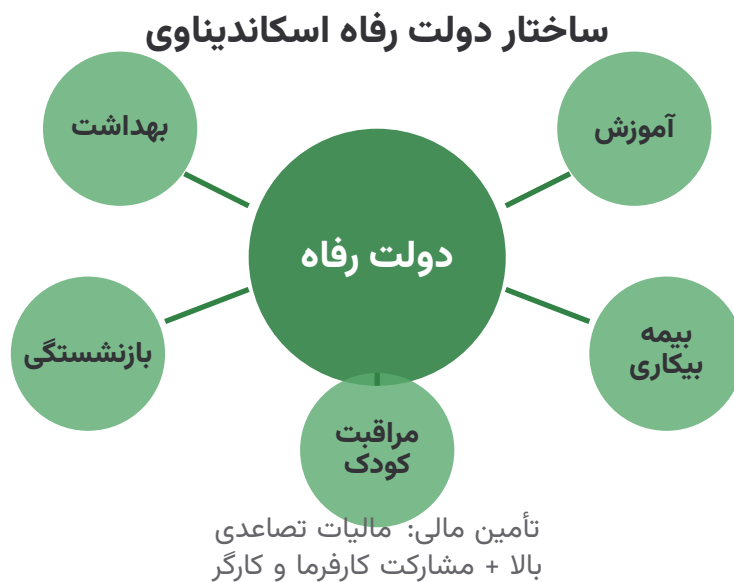 ساختار دولت رفاه اسکاندیناوی
آموزش
بهداشت
دولت رفاه
بیمه
بیکاری
بازنشستگی
مراقبت
کودک
تأمین مالی: مالیات تصاعدی
بالا + مشارکت کارفرما و کارگر